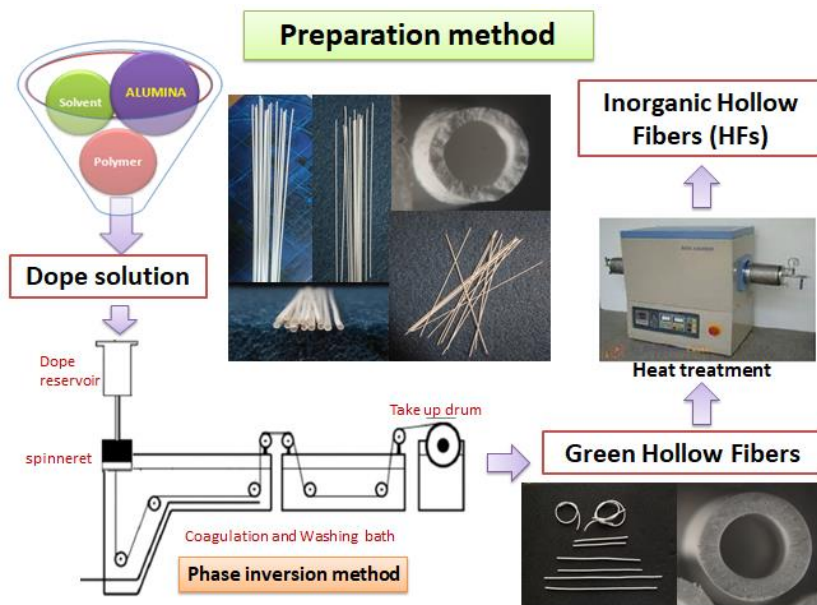 Preparation method
Solvent
ALUMINA
Polymer
Dope solution
Dope
reservoir
spinneret
Take up drum
Coagulation and Washing bath
Phase inversion method
Green Hollow Fibers
Heat treatment
Inorganic Hollow
Fibers (HFs)